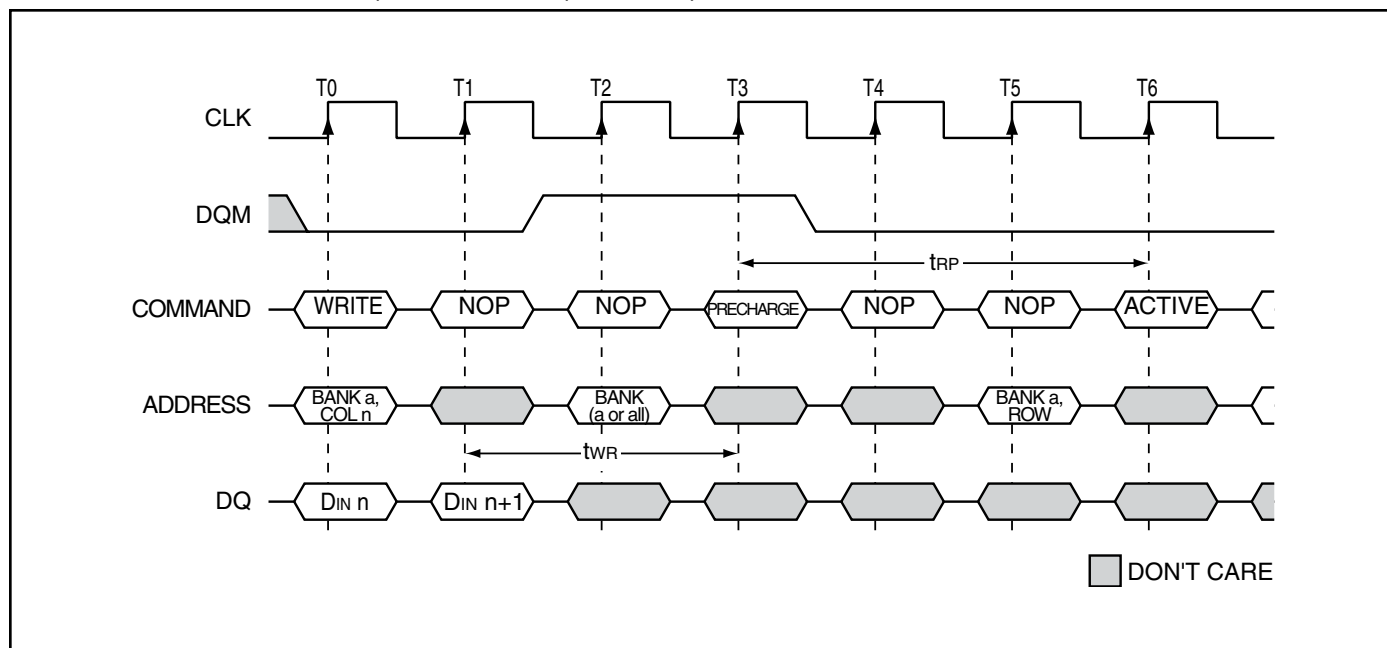 T0 T1 T2 T3 T4 T5 T6
CLK
DQM
tRP
COMMAND WRITE NOP NOP PRECHARGE NOP NOP ACTIVE
ADDRESS BANK a, COL n BANK (a or all) BANK a, ROW
tWR
DQ DIN n DIN n+1
DON'T CARE